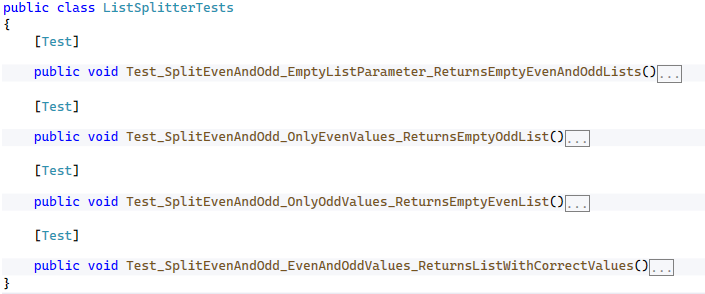 public class ListSplitterTests
{
[Test]
public void Test_SplitEvenAndOdd_EmptyListParameter_ReturnsEmptyEvenAndOddLists()...
[Test]
public void Test_SplitEvenAndOdd_OnlyEvenValues_ReturnsEmptyOddList()...
[Test]
public void Test_SplitEvenAndOdd_OnlyOddValues_ReturnsEmptyEvenList()...
[Test]
public void Test_SplitEvenAndOdd_EvenAndOddValues_ReturnsListWithCorrectValues()...
}